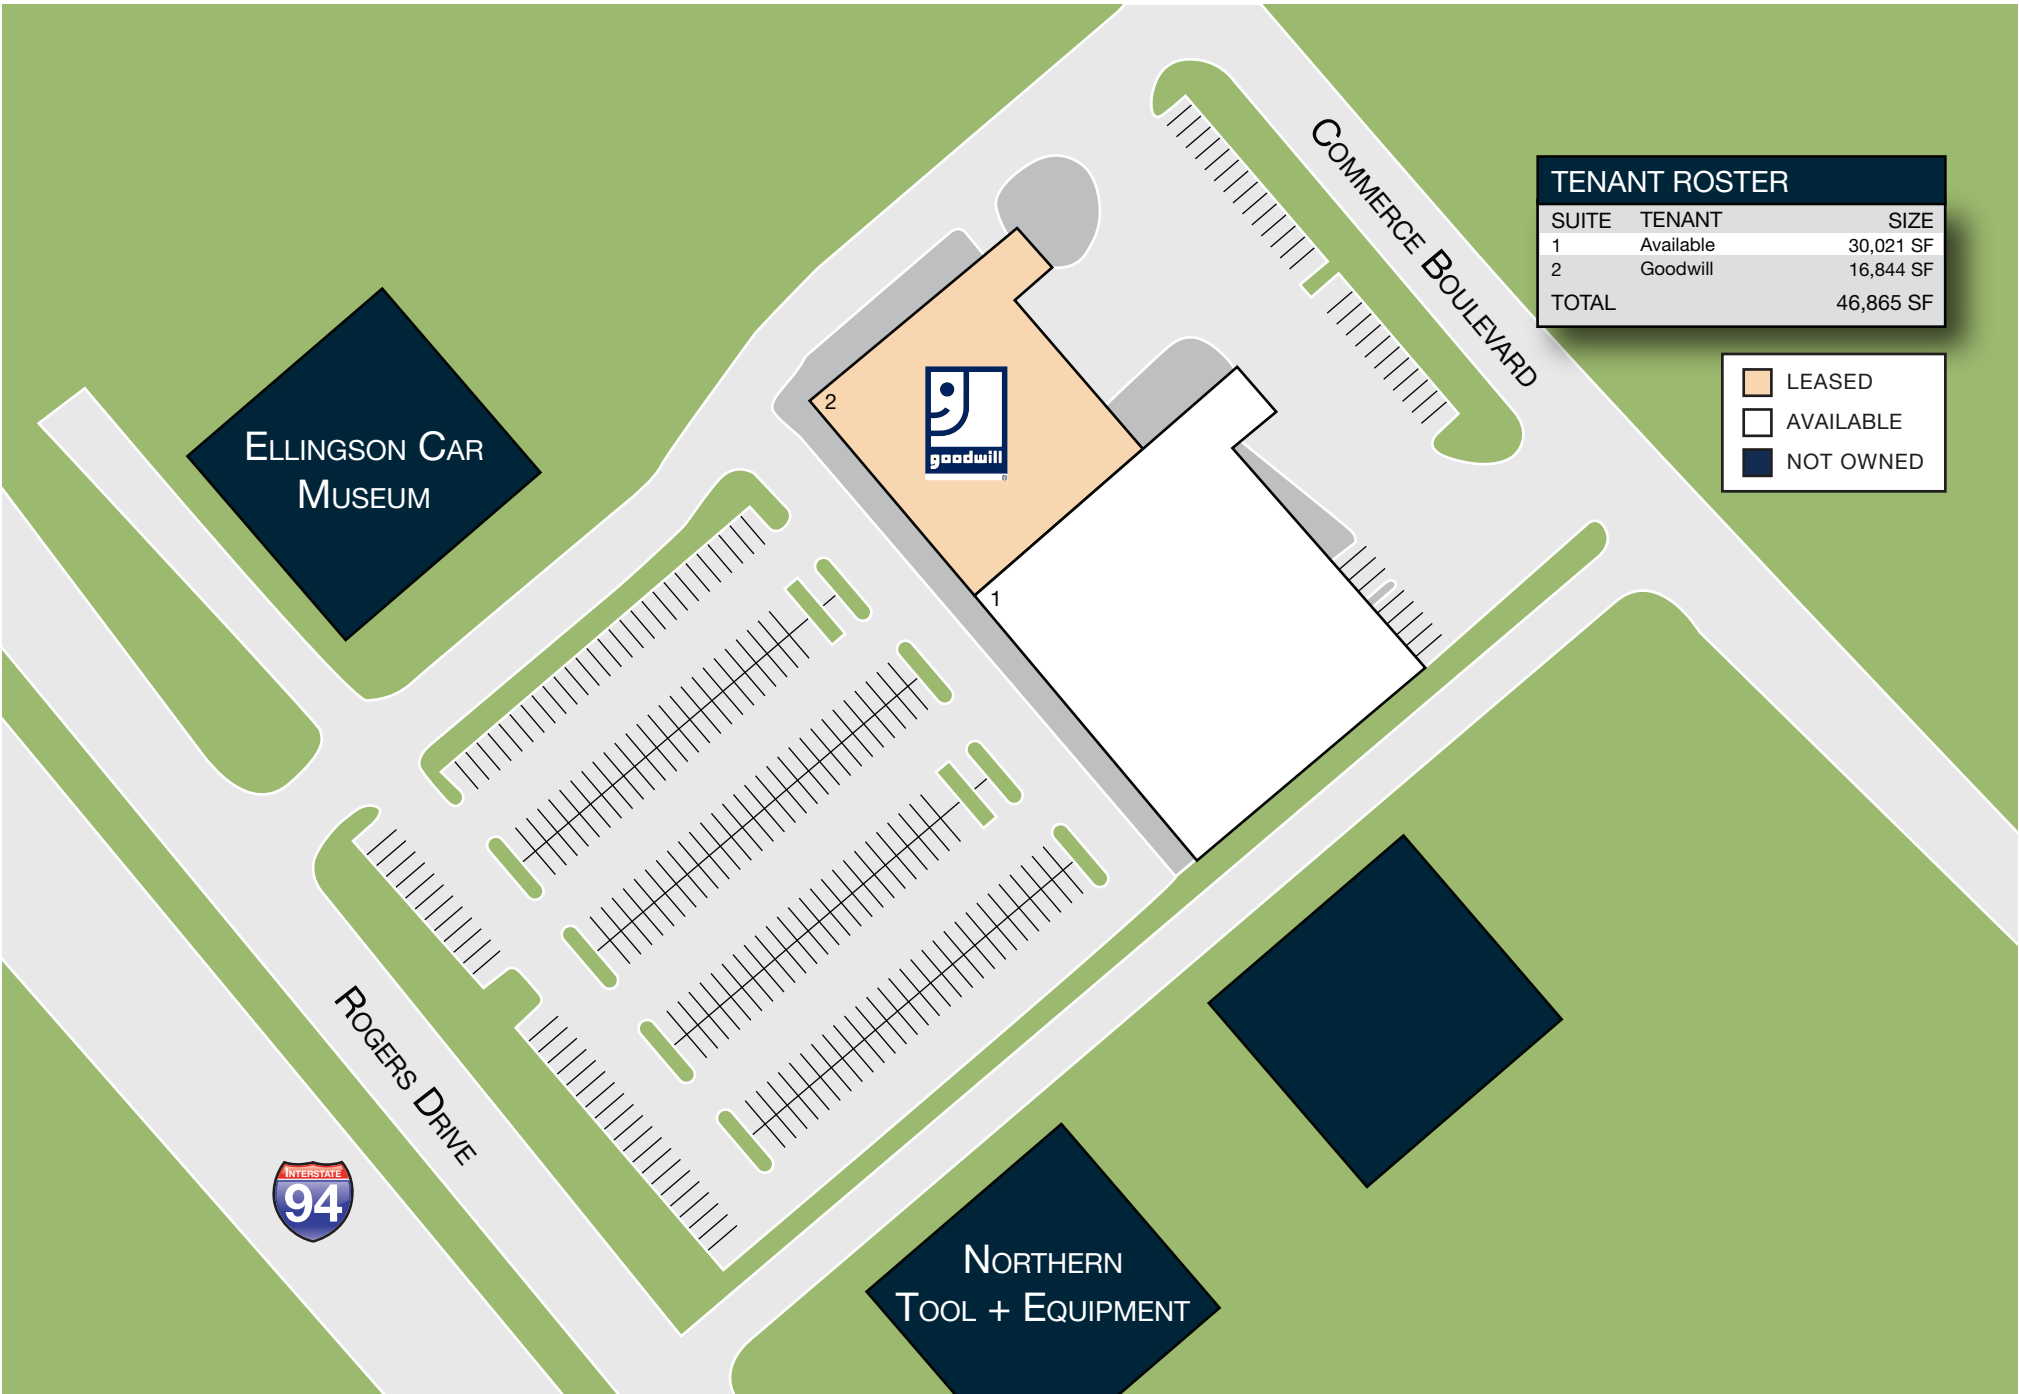 COMMERCE BOULEVARD
TENANT ROSTER
SUITE TENANT SIZE
1 Available 30,021 SF
2 Goodwill 16,844 SF
TOTAL 46,865 SF
LEASED
AVAILABLE
NOT OWNED
2
goodwill
®
ELLINGSON CAR
MUSEUM
1
ROGERS DRIVE
INTERSTATE
94
NORTHERN
TOOL + EQUIPMENT